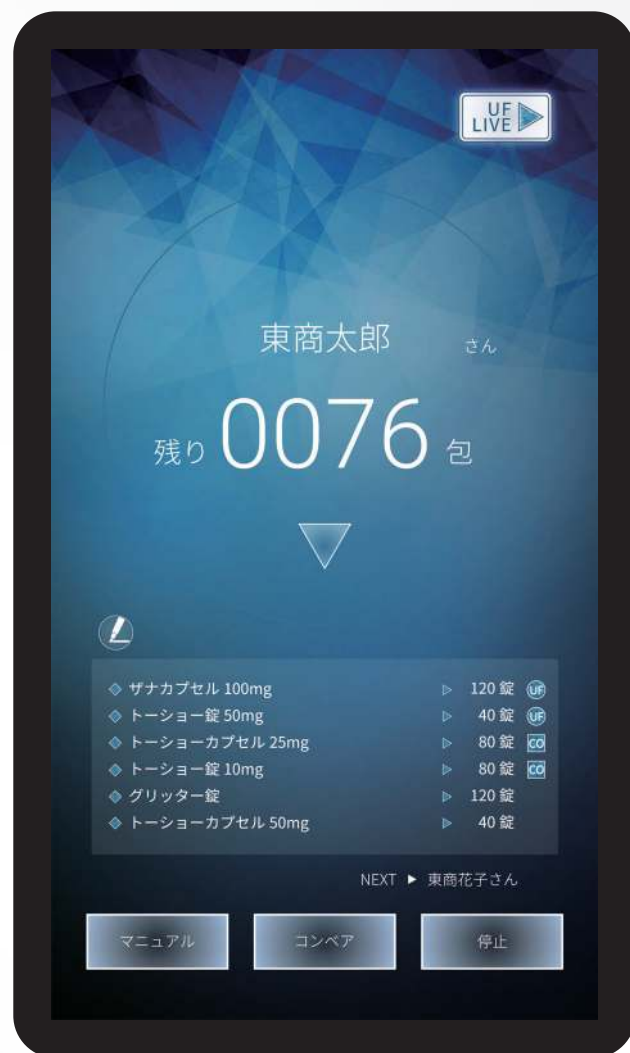 UF
LIVE
東商太郎 さん
残り 0076 包
ザナカプセル 100mg 120 錠 UF
トーショー錠 50mg 40 錠 UF
トーショーカプセル 25mg 80 錠 CO
トーショー錠 10mg 80 錠 CO
グリッター錠 120 錠
トーショーカプセル 50mg 40 錠
NEXT ▶ 東商花子さん
マニュアル コンベア 停止